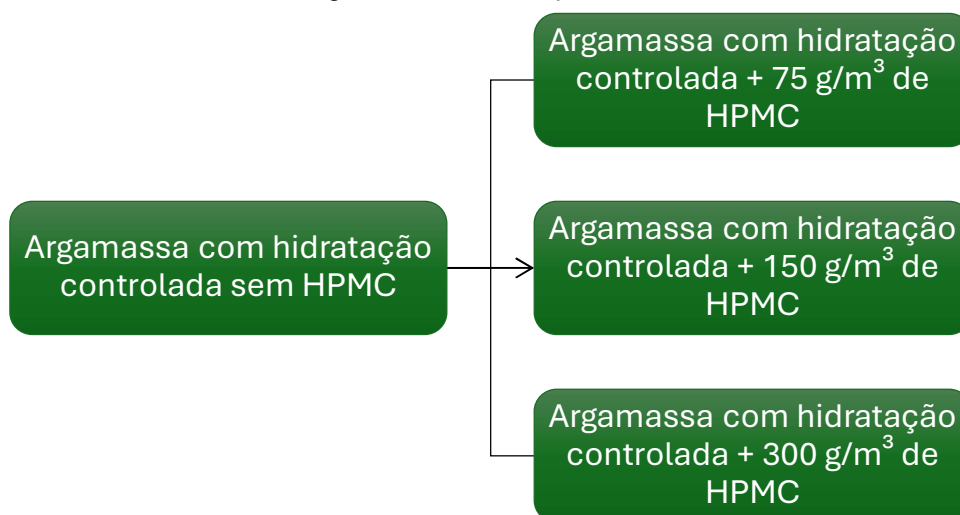 Argamassa com hidratação
controlada + 75 g/m³ de
HPMC
Argamassa com hidratação
controlada sem HPMC
Argamassa com hidratação
controlada + 150 g/m³ de
HPMC
Argamassa com hidratação
controlada + 300 g/m³ de
HPMC